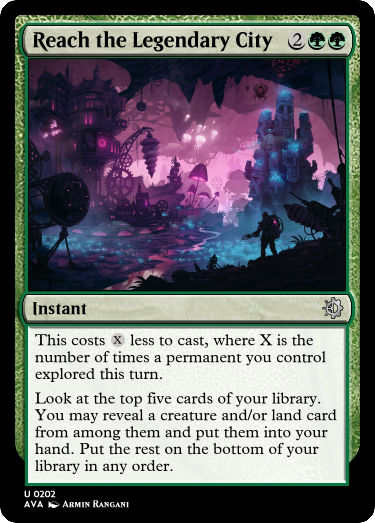 Reach the Legendary City 2
Instant
This costs X less to cast, where X is the
number of times a permanent you control
explored this turn.
Look at the top five cards of your library.
You may reveal a creature and/or land card
from among them and put them into your
hand. Put the rest on the bottom of your
library in any order.
U 0202
AVA Armin Rangani